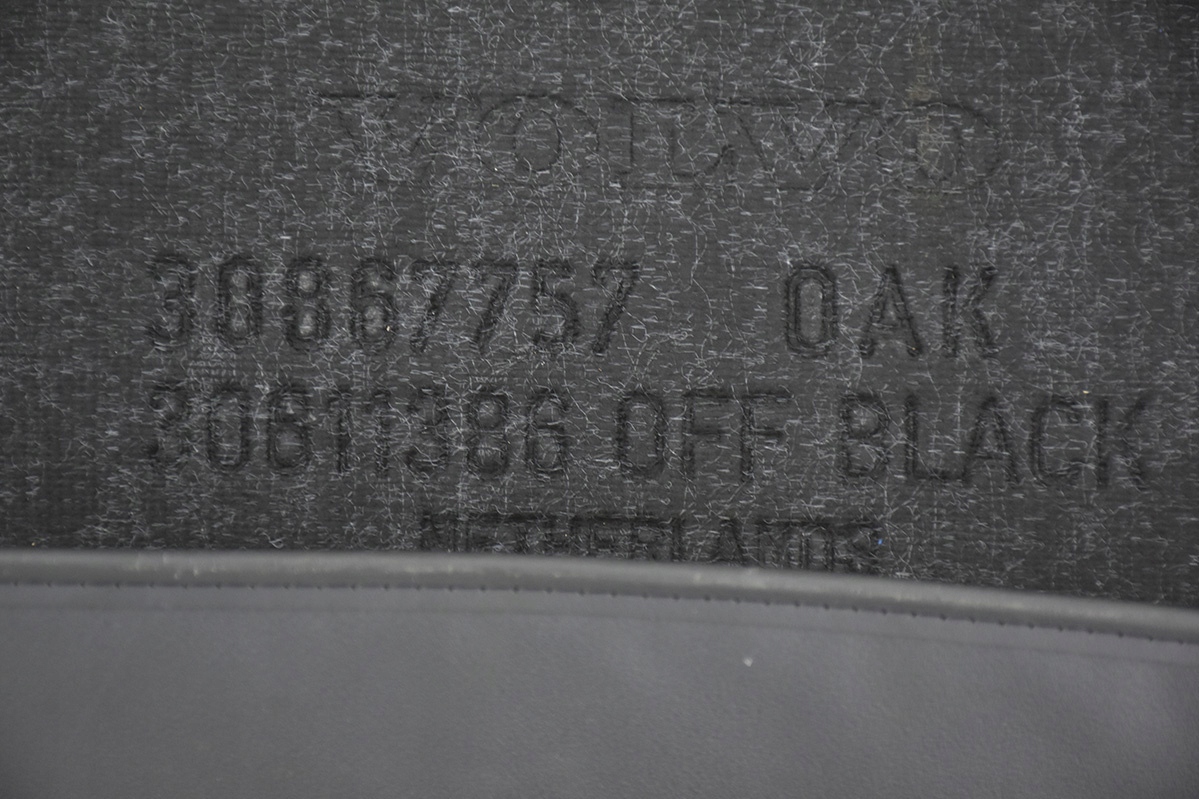 VOLVO
30867757 OAK
30611386 OFF BLACK
NETHERLANDS